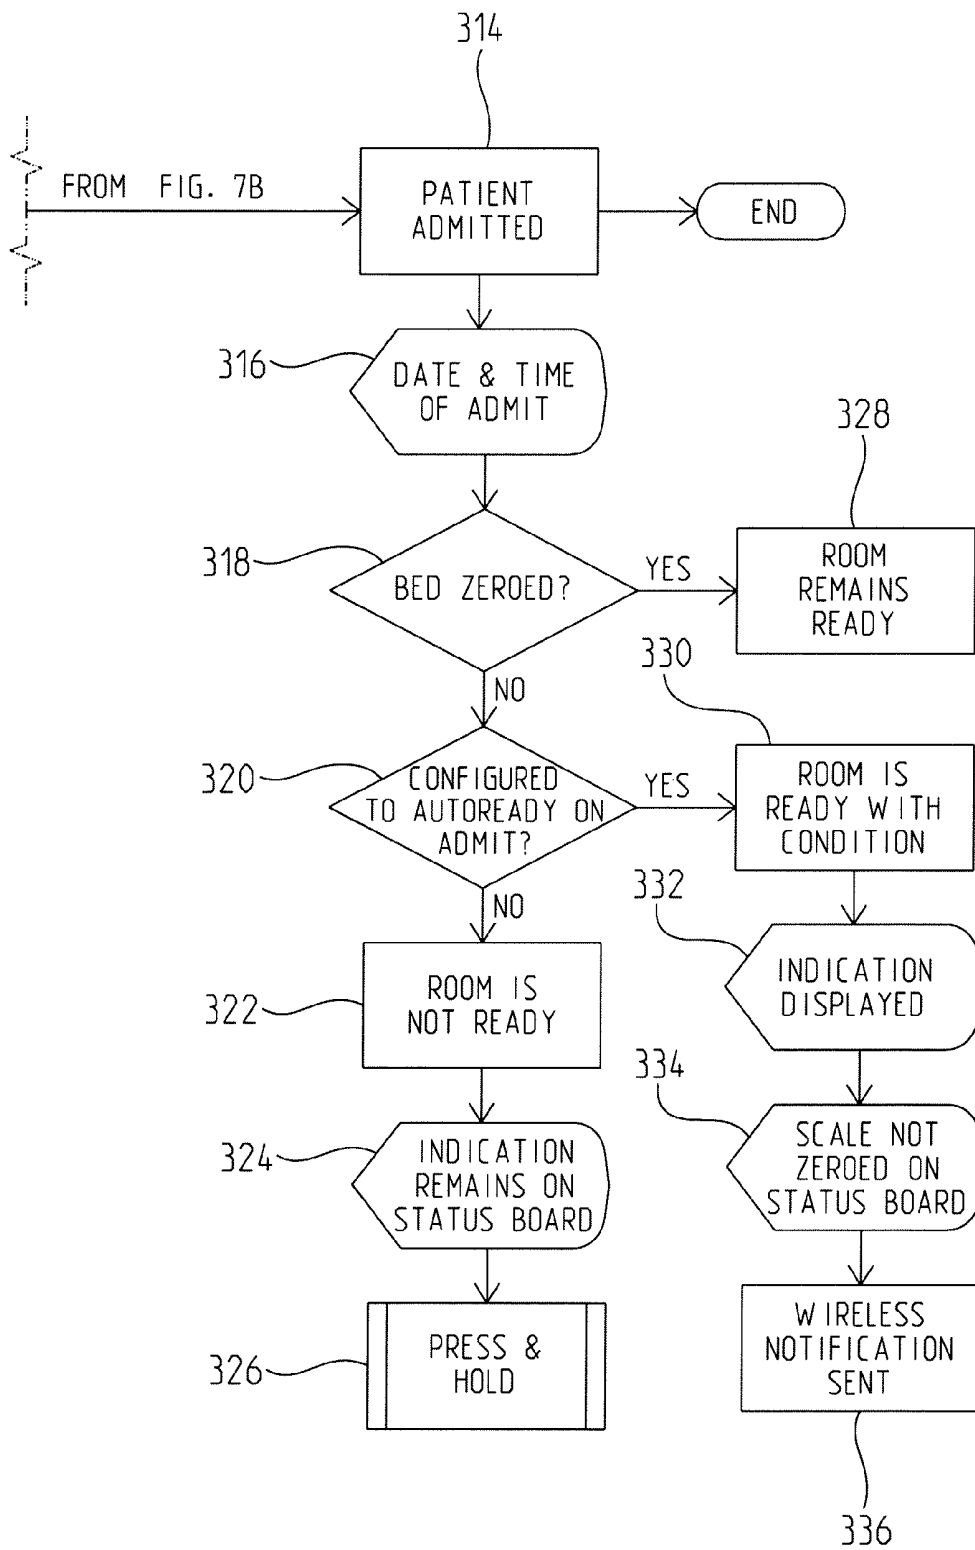 314
FROM FIG. 7B
PATIENT
ADMITTED
END
316
DATE & TIME
OF ADMIT
328
318
BED ZEROED?
YES
ROOM
REMAINS
READY
NO
330
320
CONFIGURED
TO AUTOREADY ON
ADMIT?
YES
ROOM IS
READY WITH
CONDITION
NO
332
322
ROOM IS
NOT READY
INDICATION
DISPLAYED
334
324
INDICATION
REMAINS ON
STATUS BOARD
SCALE NOT
ZEROED ON
STATUS BOARD
326
PRESS &
HOLD
WIRELESS
NOTIFICATION
SENT
336